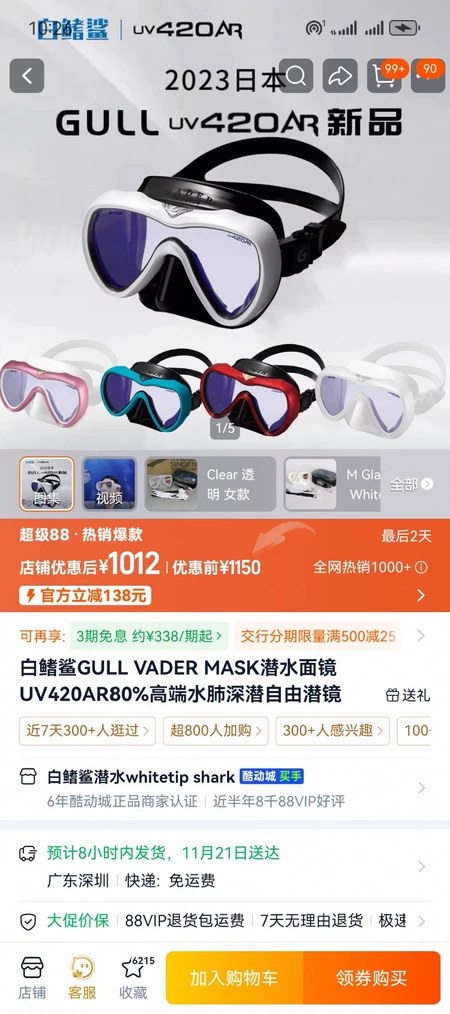 10:26
白鳍鲨 UV420AR
99+
90
2023日本
GULL UV420AR 新品
1/5
图集
视频
Clear 透
明 女款
M Gla
White
全部
超级88 · 热销爆款
最后2天
店铺优惠后¥1012 优惠前¥1150
全网热销1000+
官方立减138元
可再享:
3期免息 约¥338/期起
交行分期限量满500减25
白鳍鲨GULL VADER MASK潜水面镜
UV420AR80%高端水肺深潜自由潜镜
送礼
近7天300+人逛过
超800人加购
300+人感兴趣
100
白鳍鲨潜水whitetip shark 酷动城 买手
6年酷动城正品商家认证 近半年8千88VIP好评
预计8小时内发货，11月21日送达
广东深圳 快递: 免运费
大促价保 88VIP退货包运费 7天无理由退货 极速
店铺
客服
6215
收藏
加入购物车
领券购买